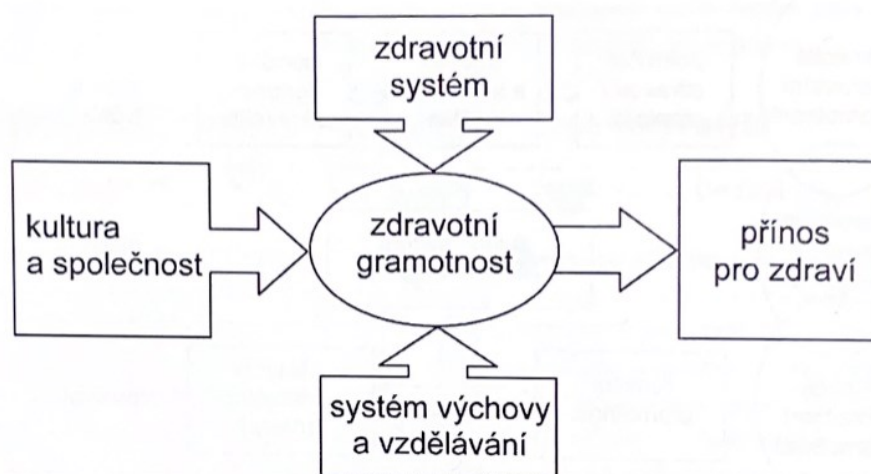 zdravotní
systém
kultura
a společnost
zdravotní
gramotnost
přínos
pro zdraví
systém výchovy
a vzdělávání